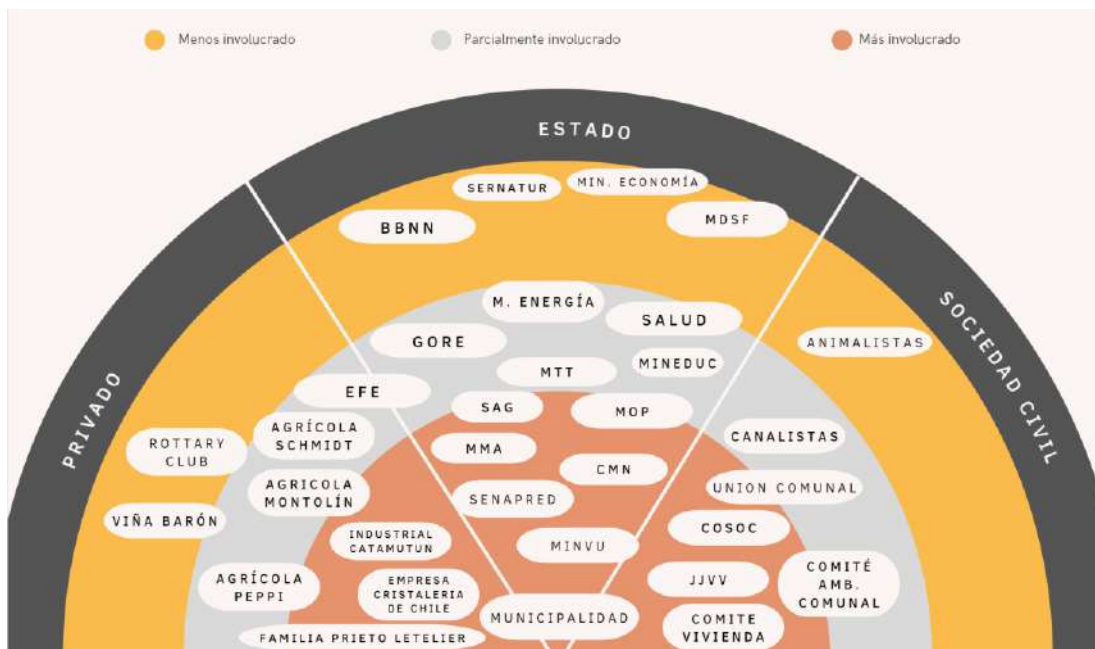 Menos involucrado
Parcialmente involucrado
Más involucrado
ESTADO
PRIVADO
SOCIEDAD CIVIL
SERNATUR
MIN. ECONOMÍA
BBNN
MDSF
M. ENERGÍA
SALUD
GORE
ANIMALISTAS
MTT
MINEDUC
EFE
SAG
MOP
AGRÍCOLA
SCHMIDT
ROTTARY
CLUB
CANALISTAS
MMA
CMN
AGRICOLA
MONTOLÍN
SENAPRED
UNION COMUNAL
VIÑA BARÓN
COSOC
INDUSTRIAL
CATAMUTUN
MINVU
AGRÍCOLA
PEPPI
EMPRESA
CRISTALERIA
DE CHILE
JJVV
COMITÉ
AMB.
COMUNAL
MUNICIPALIDAD
COMITE
VIVIENDA
FAMILIA PRIETO LETELIER